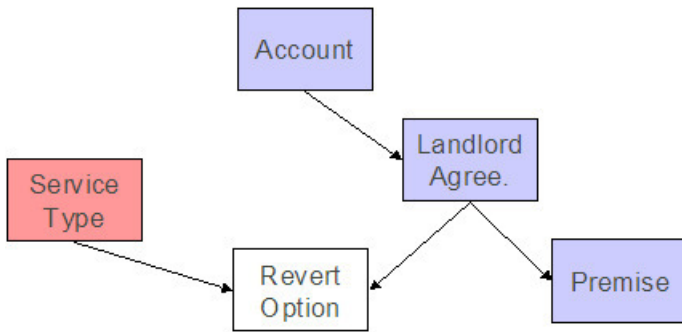 Account
Landlord
Agree.
Service
Type
Revert
Option
Premise